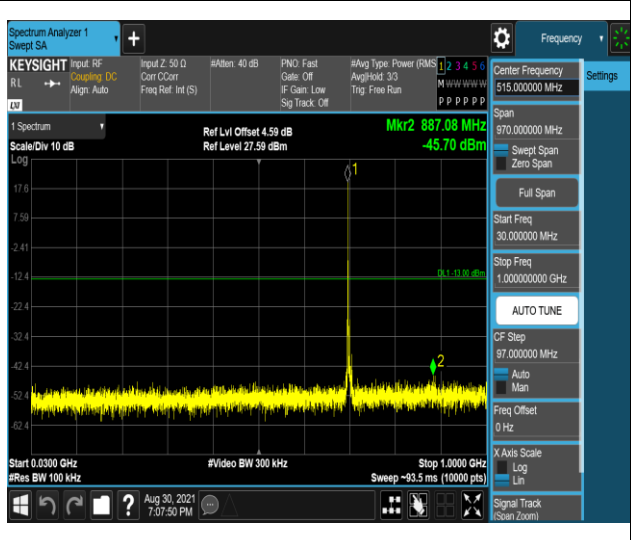 Spectrum Analyzer 1
Swept SA
Frequency
KEYSIGHT
RL
Input: RF
Coupling: DC
Align: Auto
Input Z: 50 Ω
Corr CCorr
Freq Ref: Int (S)
#Atten: 40 dB
PNO: Fast
Gate: Off
IF Gain: Low
Sig Track: Off
#Avg Type: Power (RMS
Avg|Hold: 3/3
Trig: Free Run
1 2 3 4 5 6
M W W W W W
P P P P P P
1 Spectrum
Scale/Div 10 dB
Log
Ref Lvl Offset 4.59 dB
Ref Level 27.59 dBm
Mkr2 887.08 MHz
-45.70 dBm
1
17.6
7.59
-2.41
-12.4
DL1 -13.00 dBm
-22.4
-32.4
-42.4
2
-52.4
-62.4
Start 0.0300 GHz
#Res BW 100 kHz
#Video BW 300 kHz
Stop 1.0000 GHz
Sweep ~93.5 ms (10000 pts)
?
Aug 30, 2021
7:07:50 PM
Center Frequency
515.000000 MHz
Settings
Span
970.000000 MHz
Swept Span
Zero Span
Full Span
Start Freq
30.000000 MHz
Stop Freq
1.000000000 GHz
AUTO TUNE
CF Step
97.000000 MHz
Auto
Man
Freq Offset
0 Hz
X Axis Scale
Log
Lin
Signal Track
(Span Zoom)